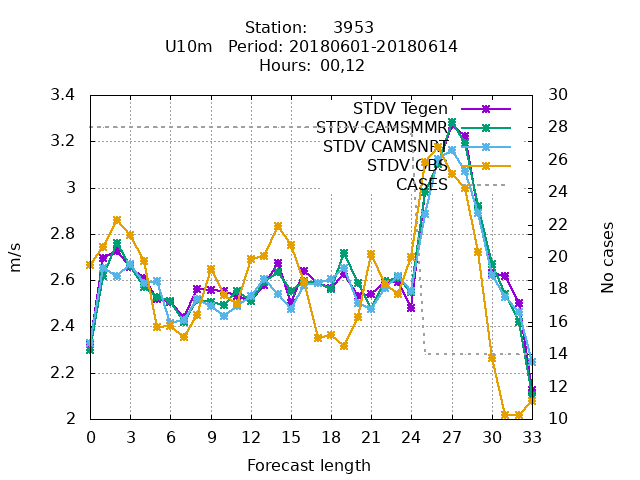 Station:     3953
U10m   Period: 20180601-20180614
Hours:  00,12
3.4
3.2
3
2.8
2.6
2.4
2.2
2
m/s
STDV Tegen
STDV CAMSMMR
STDV CAMSNRT
STDV OBS
CASES
30
28
26
24
22
20
18
16
14
12
10
No cases
0 3 6 9 12 15 18 21 24 27 30 33
Forecast length